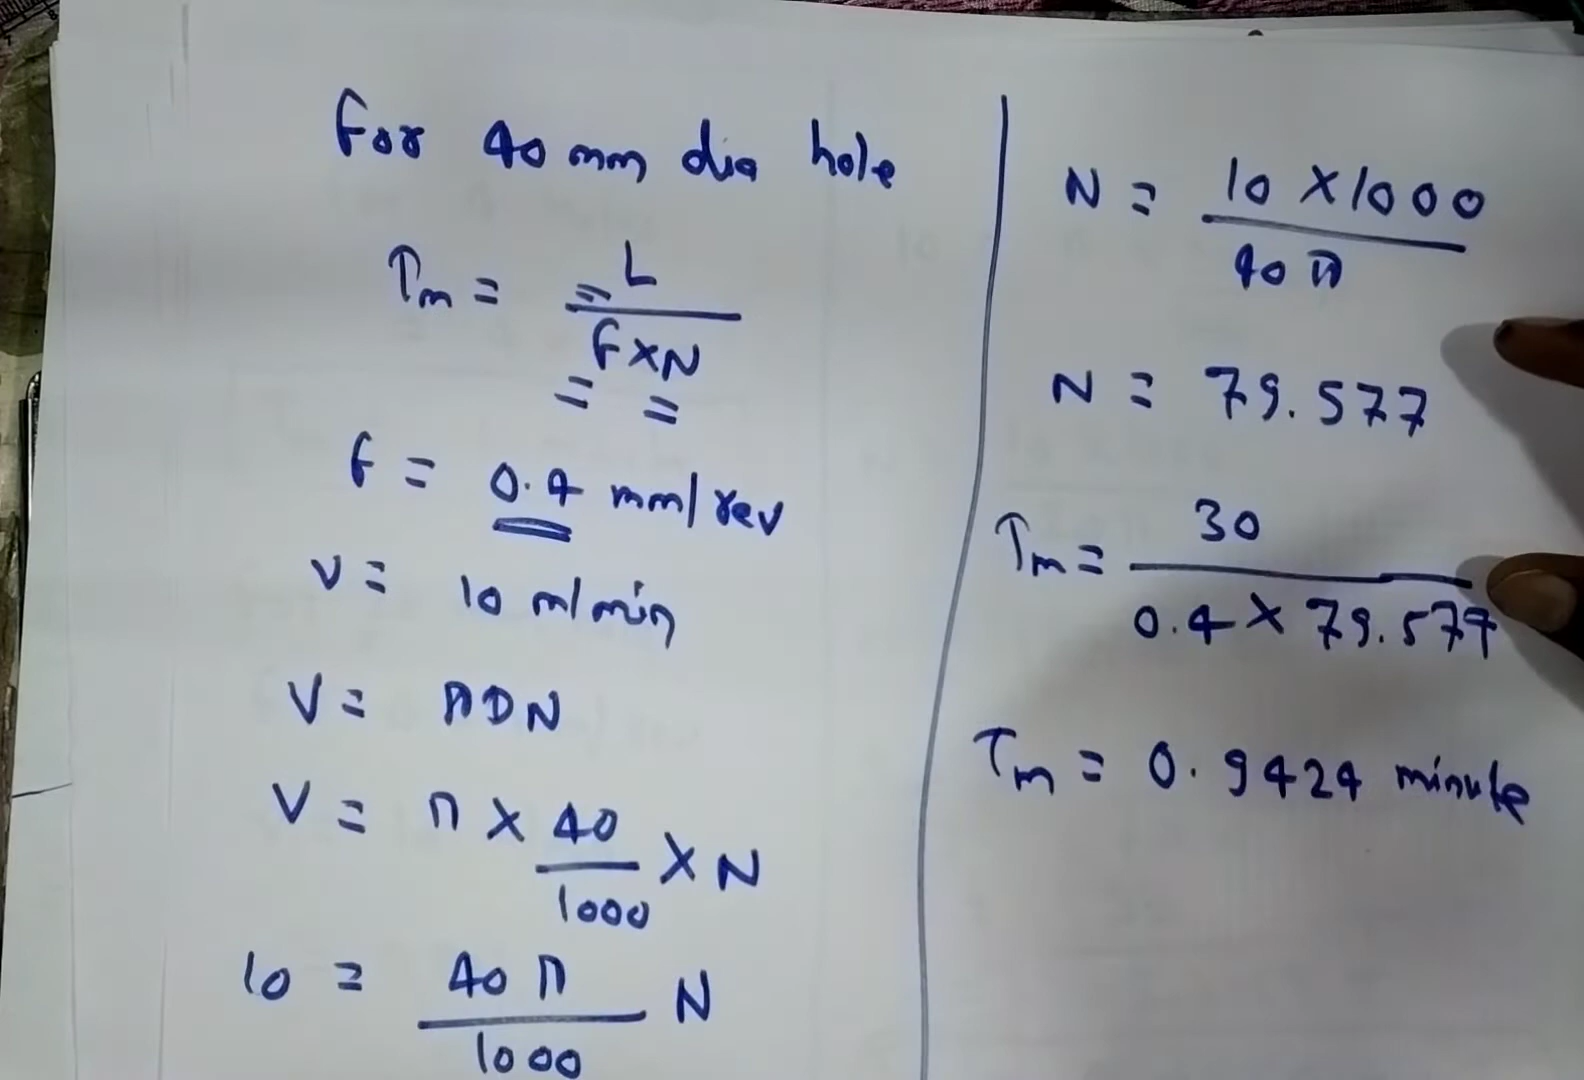 For 40 mm dia hole
Tm = L / f×N
f = 0.4 mm/rev
V = 10 m/min
V = πDN
V = π × 40/1000 × N
10 = 40π/1000 N
N = 10×1000 / 40π
N = 79.577
Tm = 30 / 0.4 × 79.577
Tm = 0.9424 minute